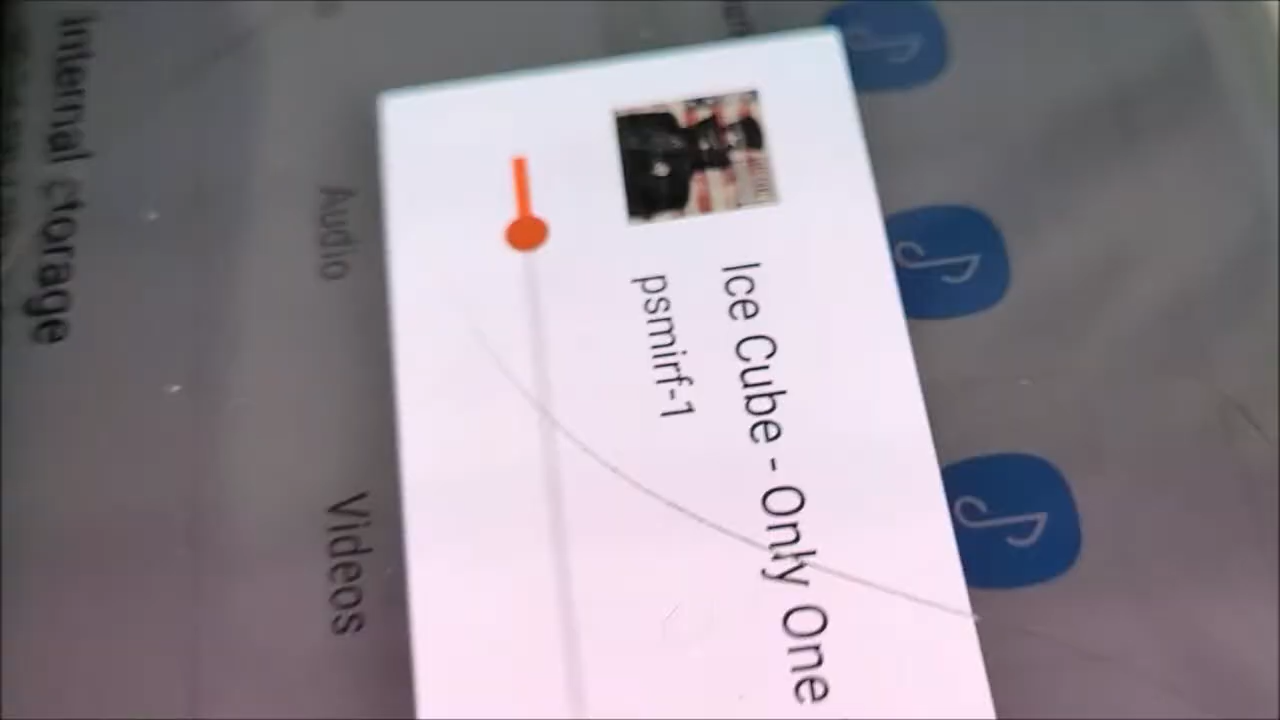 Ice Cube - Only One
psmirf-1
Audio
Videos
internal storage